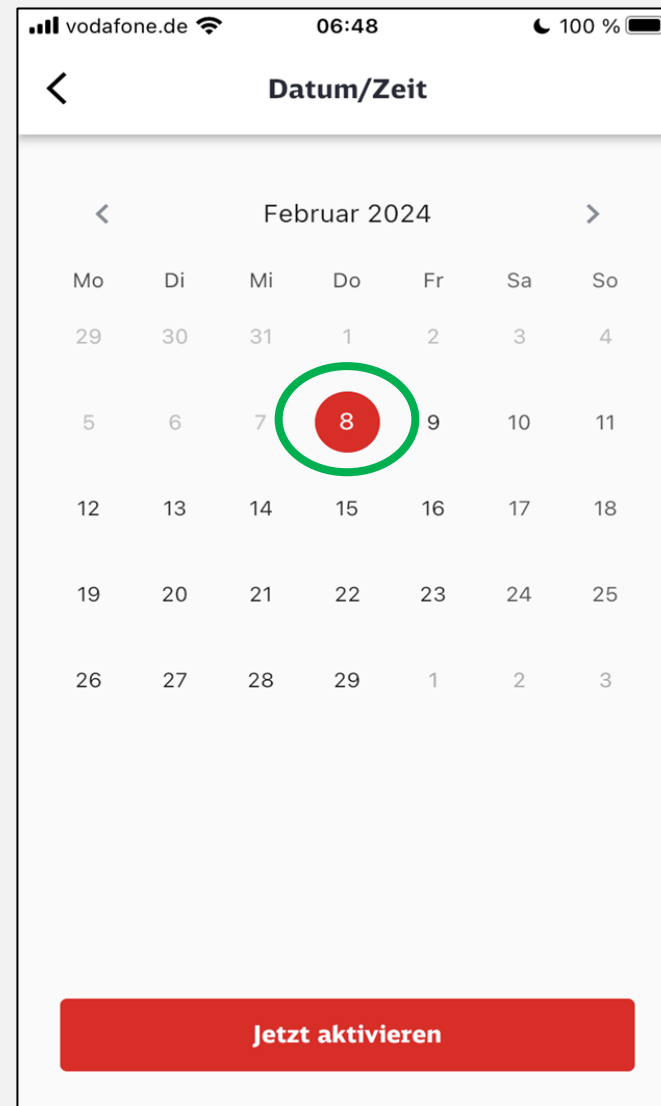 vodafone.de 06:48 100 %
Datum/Zeit
Februar 2024
Mo Di Mi Do Fr Sa So
29 30 31 1 2 3 4
5 6 7 8 9 10 11
12 13 14 15 16 17 18
19 20 21 22 23 24 25
26 27 28 29 1 2 3
Jetzt aktivieren